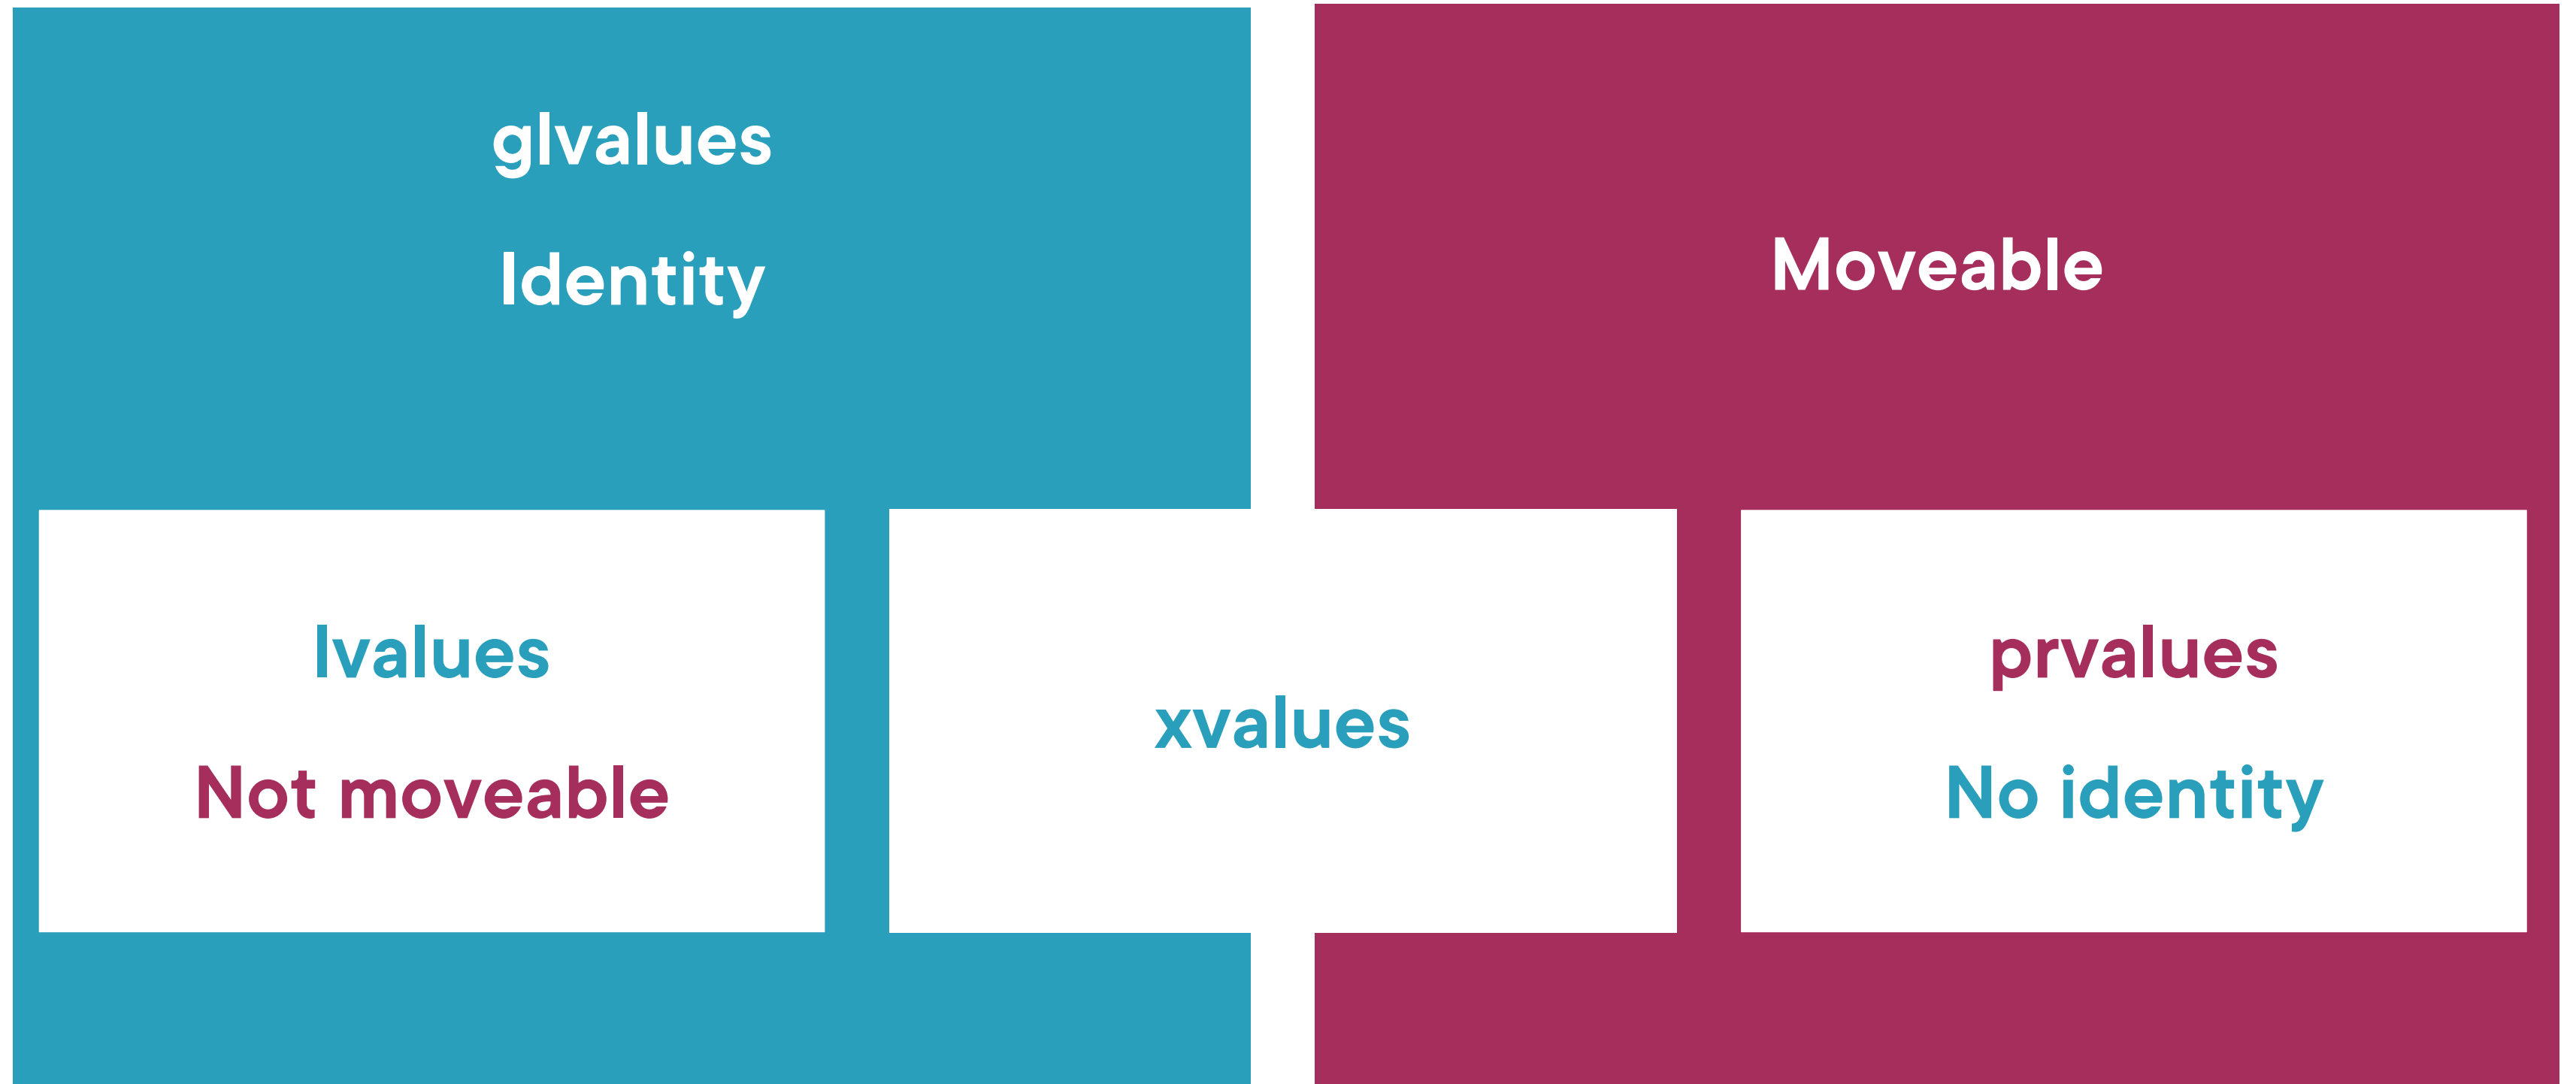 glvalues
Identity
Moveable
lvalues
Not moveable
xvalues
prvalues
No identity